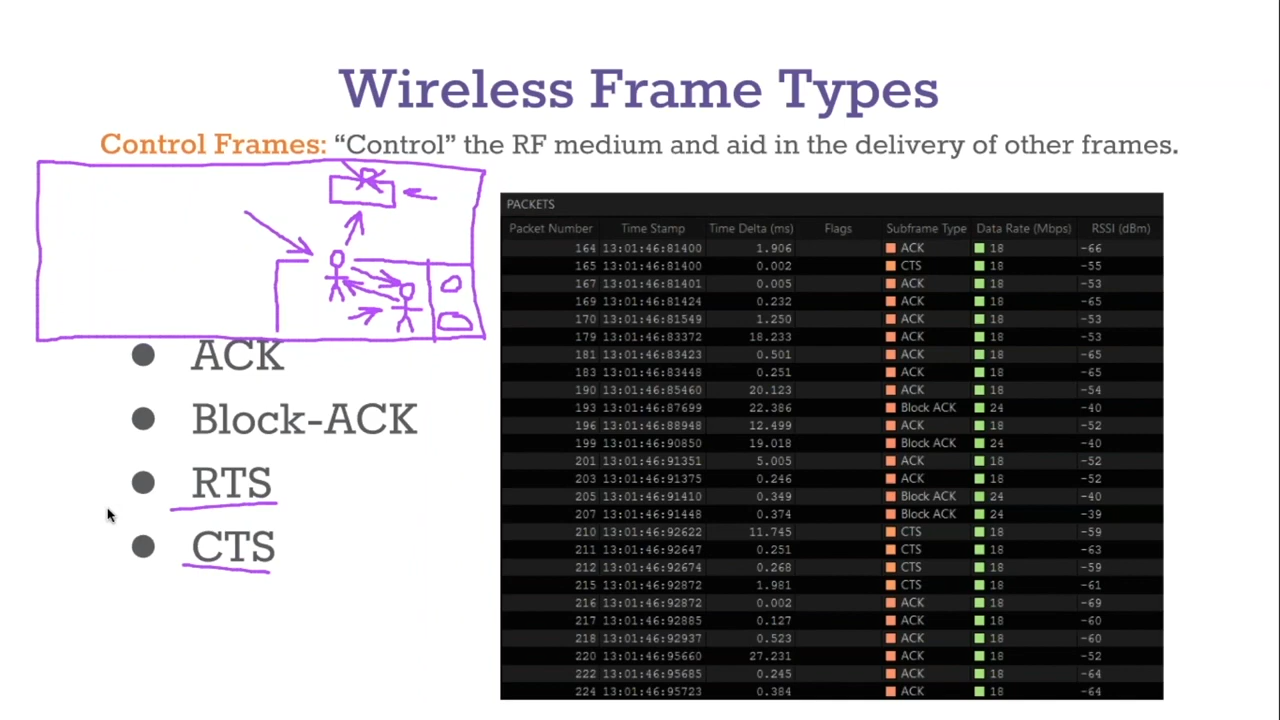 Wireless Frame Types
Control Frames: “Control” the RF medium and aid in the delivery of other frames.
● ACK
● Block-ACK
● RTS
● CTS
PACKETS
Packet Number Time Stamp Time Delta (ms) Flags Subframe Type Data Rate (Mbps) RSSI (dBm)
164 13:01:46:81400 1.906 ACK 18 -66
165 13:01:46:81400 0.002 CTS 18 -55
167 13:01:46:81401 0.005 ACK 18 -53
169 13:01:46:81424 0.232 ACK 18 -65
170 13:01:46:81549 1.250 ACK 18 -53
179 13:01:46:83372 18.233 ACK 18 -53
181 13:01:46:83423 0.501 ACK 18 -65
183 13:01:46:83448 0.251 ACK 18 -65
190 13:01:46:85460 20.123 ACK 18 -54
193 13:01:46:87699 22.386 Block ACK 24 -40
196 13:01:46:88948 12.499 ACK 18 -52
199 13:01:46:90850 19.018 Block ACK 24 -40
201 13:01:46:91351 5.005 ACK 18 -52
203 13:01:46:91375 0.246 ACK 18 -52
205 13:01:46:91410 0.349 Block ACK 24 -40
207 13:01:46:91448 0.374 Block ACK 24 -39
210 13:01:46:92622 11.745 CTS 18 -59
211 13:01:46:92647 0.251 CTS 18 -63
212 13:01:46:92674 0.268 CTS 18 -59
215 13:01:46:92872 1.981 CTS 18 -61
216 13:01:46:92872 0.002 ACK 18 -69
217 13:01:46:92885 0.127 ACK 18 -60
218 13:01:46:92937 0.523 ACK 18 -60
220 13:01:46:95660 27.231 ACK 18 -52
222 13:01:46:95685 0.245 ACK 18 -64
224 13:01:46:95723 0.384 ACK 18 -64